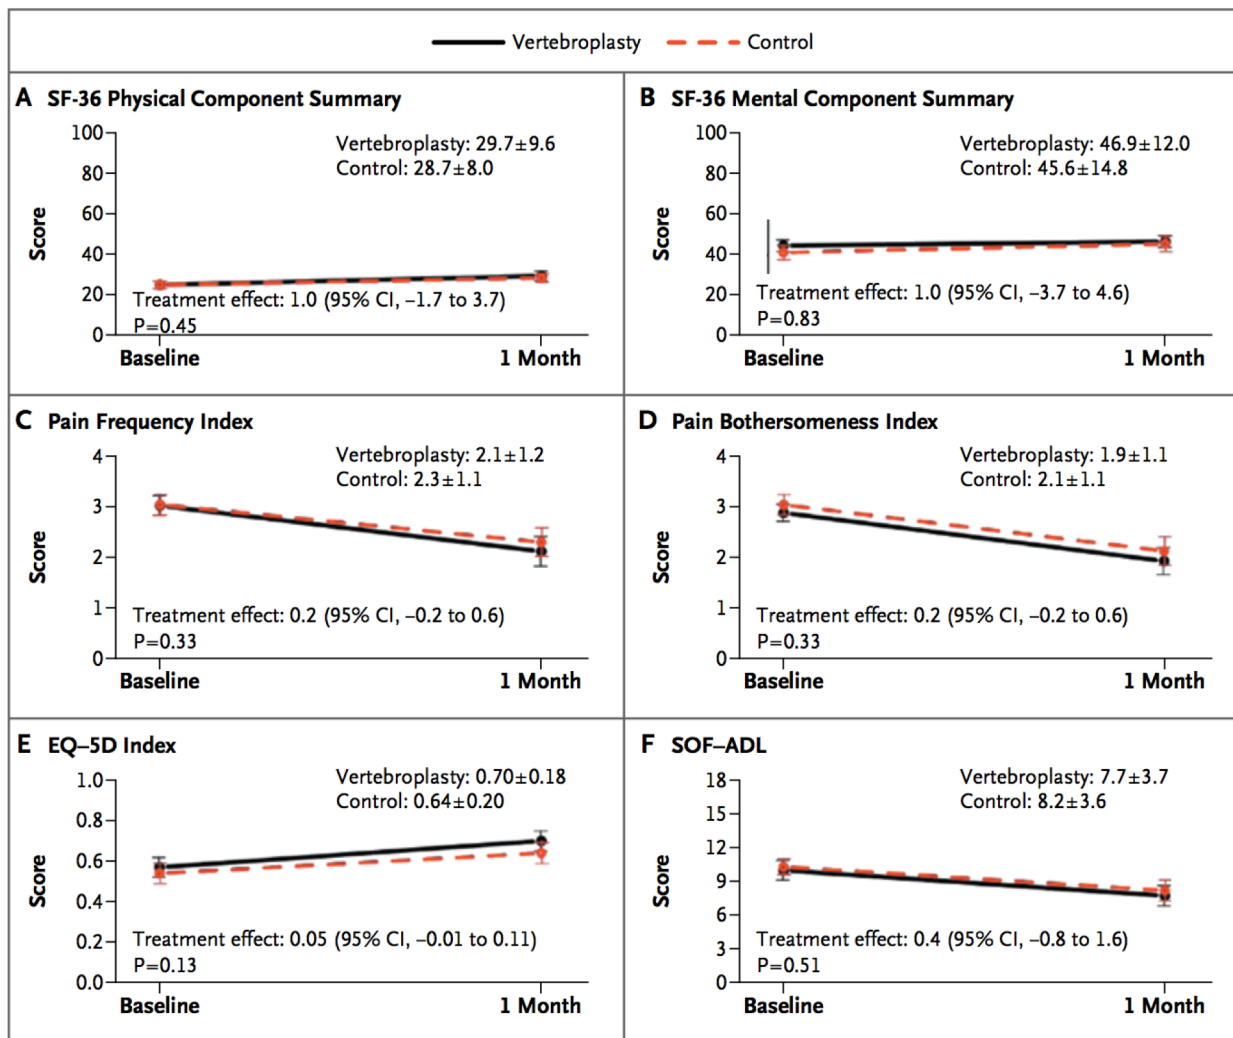 Vertebroplasty Control
A SF-36 Physical Component Summary
Vertebroplasty: 29.7±9.6
Control: 28.7±8.0
100
80
60
40
20
0
Score
Treatment effect: 1.0 (95% CI, –1.7 to 3.7)
P=0.45
Baseline 1 Month
B SF-36 Mental Component Summary
Vertebroplasty: 46.9±12.0
Control: 45.6±14.8
100
80
60
40
20
0
Score
Treatment effect: 1.0 (95% CI, –3.7 to 4.6)
P=0.83
Baseline 1 Month
C Pain Frequency Index
Vertebroplasty: 2.1±1.2
Control: 2.3±1.1
4
3
2
1
0
Score
Treatment effect: 0.2 (95% CI, –0.2 to 0.6)
P=0.33
Baseline 1 Month
D Pain Bothersomeness Index
Vertebroplasty: 1.9±1.1
Control: 2.1±1.1
4
3
2
1
0
Score
Treatment effect: 0.2 (95% CI, –0.2 to 0.6)
P=0.33
Baseline 1 Month
E EQ–5D Index
Vertebroplasty: 0.70±0.18
Control: 0.64±0.20
1.0
0.8
0.6
0.4
0.2
0.0
Score
Treatment effect: 0.05 (95% CI, –0.01 to 0.11)
P=0.13
Baseline 1 Month
F SOF–ADL
Vertebroplasty: 7.7±3.7
Control: 8.2±3.6
18
15
12
9
6
3
0
Score
Treatment effect: 0.4 (95% CI, –0.8 to 1.6)
P=0.51
Baseline 1 Month